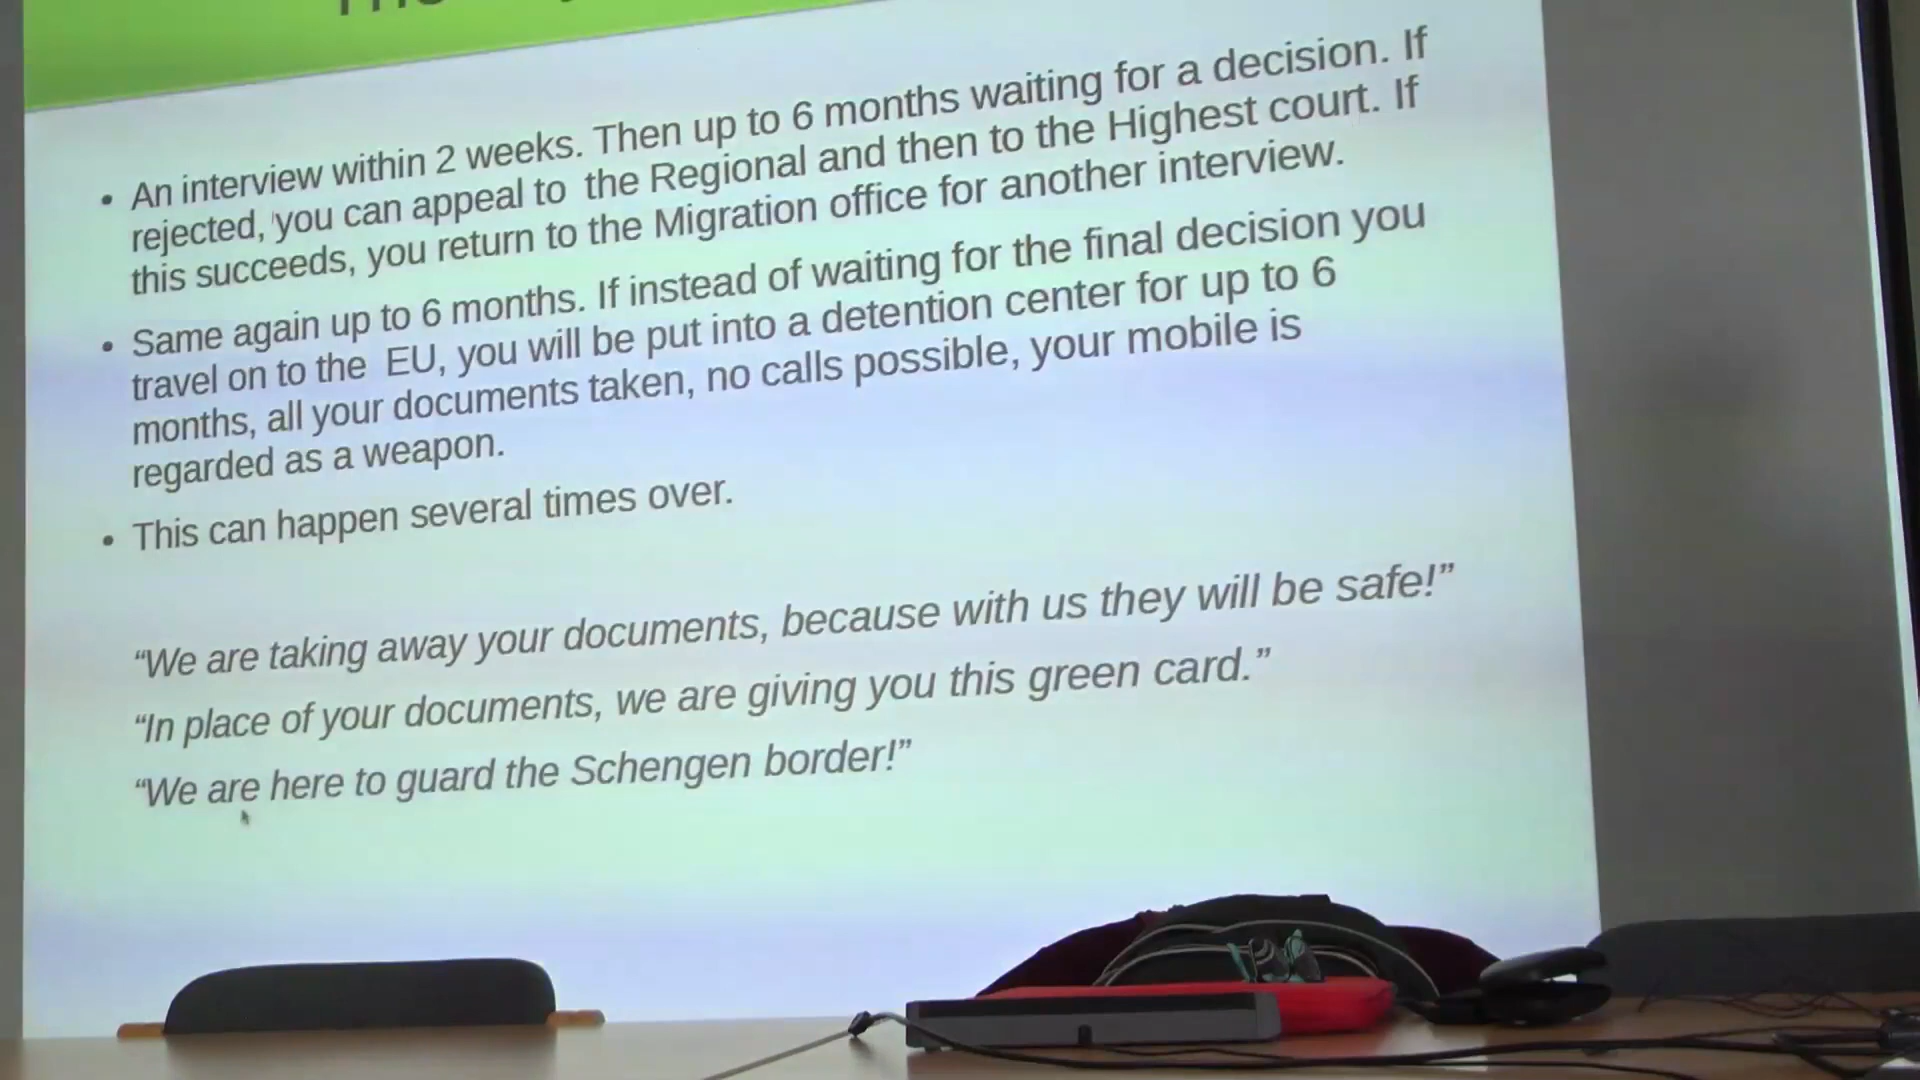 • An interview within 2 weeks. Then up to 6 months waiting for a decision. If
rejected, you can appeal to the Regional and then to the Highest court. If
this succeeds, you return to the Migration office for another interview.
• Same again up to 6 months. If instead of waiting for the final decision you
travel on to the EU, you will be put into a detention center for up to 6
months, all your documents taken, no calls possible, your mobile is
regarded as a weapon.
• This can happen several times over.
“We are taking away your documents, because with us they will be safe!”
“In place of your documents, we are giving you this green card.”
“We are here to guard the Schengen border!”